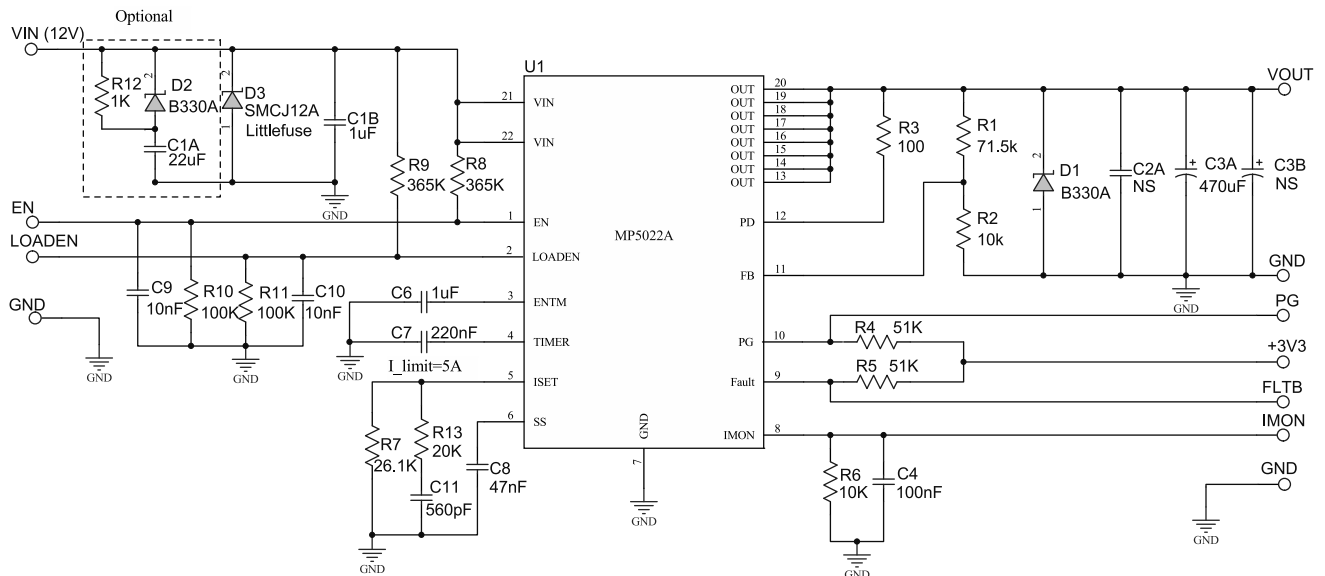 Optional
VIN (12V)
R12
1K
2
D2
B330A
C1A
22uF
2
1
D3
SMCJ12A
Littlefuse
C1B
1uF
GND
R9
365K
R8
365K
EN
LOADEN
GND
GND
C9
10nF
R10
100K
R11
100K
C10
10nF
GND
C6
1uF
C7
220nF
GND
I_limit=5A
R7
26.1K
R13
20K
C11
560pF
C8
47nF
GND
U1
MP5022A
21
VIN
22
VIN
1
EN
2
LOADEN
3
ENTM
4
TIMER
5
ISET
6
SS
GND
7
GND
OUT
20
OUT
19
OUT
18
OUT
17
OUT
16
OUT
15
OUT
14
OUT
13
PD
12
FB
11
PG
10
Fault
9
IMON
8
R3
100
R1
71.5k
R2
10k
2
D1
B330A
1
C2A
NS
+
C3A
470uF
+
C3B
NS
VOUT
GND
GND
PG
R4
51K
R5
51K
+3V3
FLTB
IMON
R6
10K
C4
100nF
GND
GND
GND